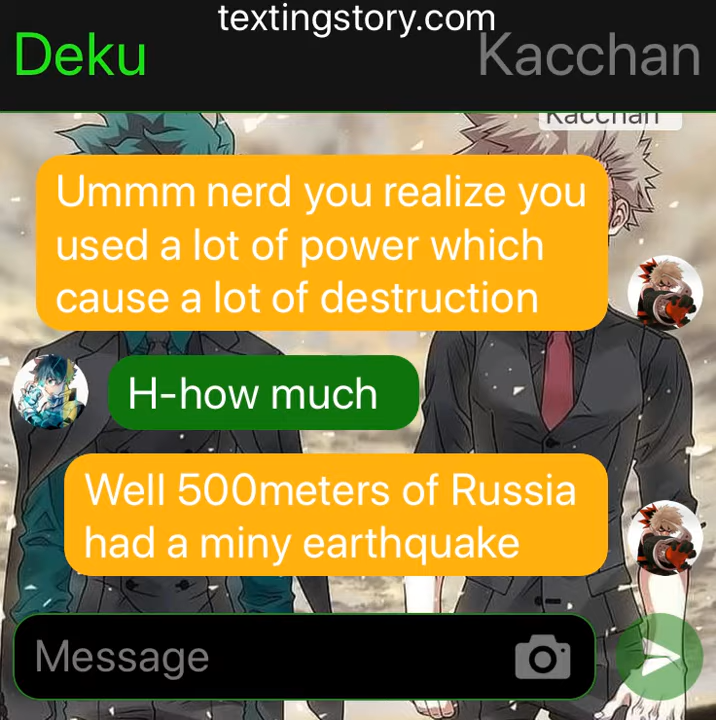 textingstory.com
Deku
Kacchan
Kacchan
Ummm nerd you realize you
used a lot of power which
cause a lot of destruction
H-how much
Well 500meters of Russia
had a miny earthquake
Message